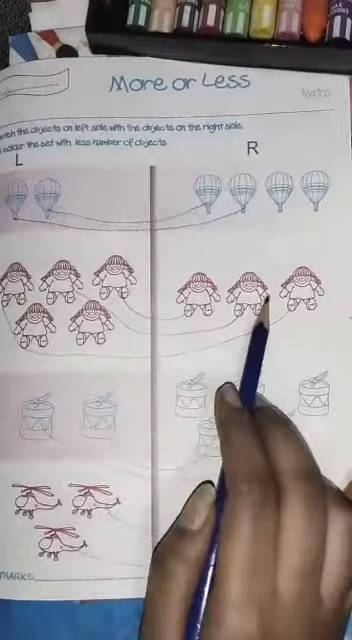 More or Less
Maths
match the objects on left side with the objects on the right side
colour the set with less number of objects
L
R
MARKS